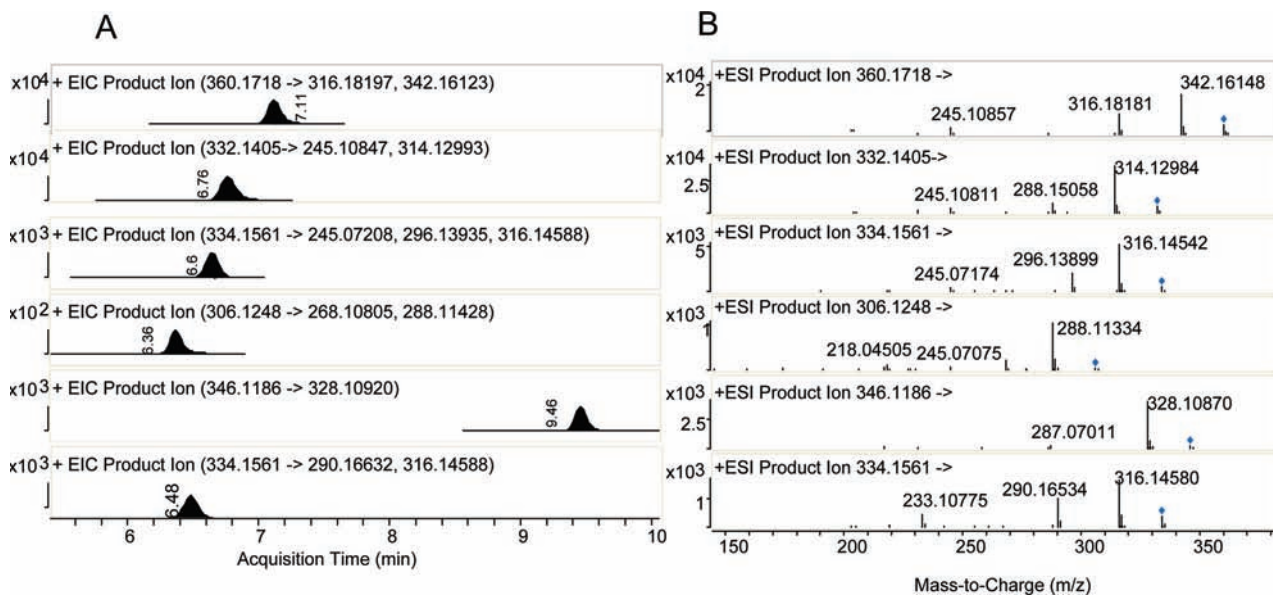 A
x10⁴ + EIC Product Ion (360.1718 -> 316.18197, 342.16123)
7.11
x10⁴ + EIC Product Ion (332.1405-> 245.10847, 314.12993)
6.76
x10³ + EIC Product Ion (334.1561 -> 245.07208, 296.13935, 316.14588)
6.6
x10² + EIC Product Ion (306.1248 -> 268.10805, 288.11428)
6.36
x10³ + EIC Product Ion (346.1186 -> 328.10920)
9.46
x10³ + EIC Product Ion (334.1561 -> 290.16632, 316.14588)
6.48
6 7 8 9 10
Acquisition Time (min)
B
x10⁴ +ESI Product Ion 360.1718 ->
2
245.10857 316.18181 342.16148
x10⁴ +ESI Product Ion 332.1405->
2.5
245.10811 288.15058 314.12984
x10³ +ESI Product Ion 334.1561 ->
5
245.07174 296.13899 316.14542
x10³ +ESI Product Ion 306.1248 ->
1
218.04505 245.07075 288.11334
x10³ +ESI Product Ion 346.1186 ->
2.5
287.07011 328.10870
x10³ +ESI Product Ion 334.1561 ->
1
233.10775 290.16534 316.14580
150 200 250 300 350
Mass-to-Charge (m/z)